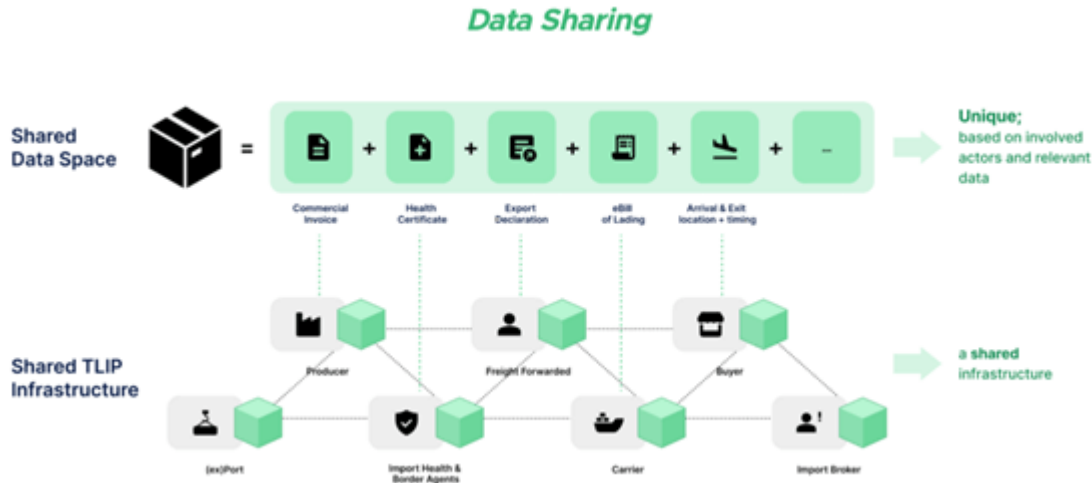 Data Sharing
Shared
Data Space
=
+
+
+
+
+
...
Unique;
based on involved
actors and relevant
data
Commercial
Invoice
Health
Certificate
Export
Declaration
eBill
of Lading
Arrival & Exit
location + timing
Shared TLIP
Infrastructure
Producer
Freight Forwarded
Buyer
a shared
infrastructure
(ex)Port
Import Health &
Border Agents
Carrier
Import Broker